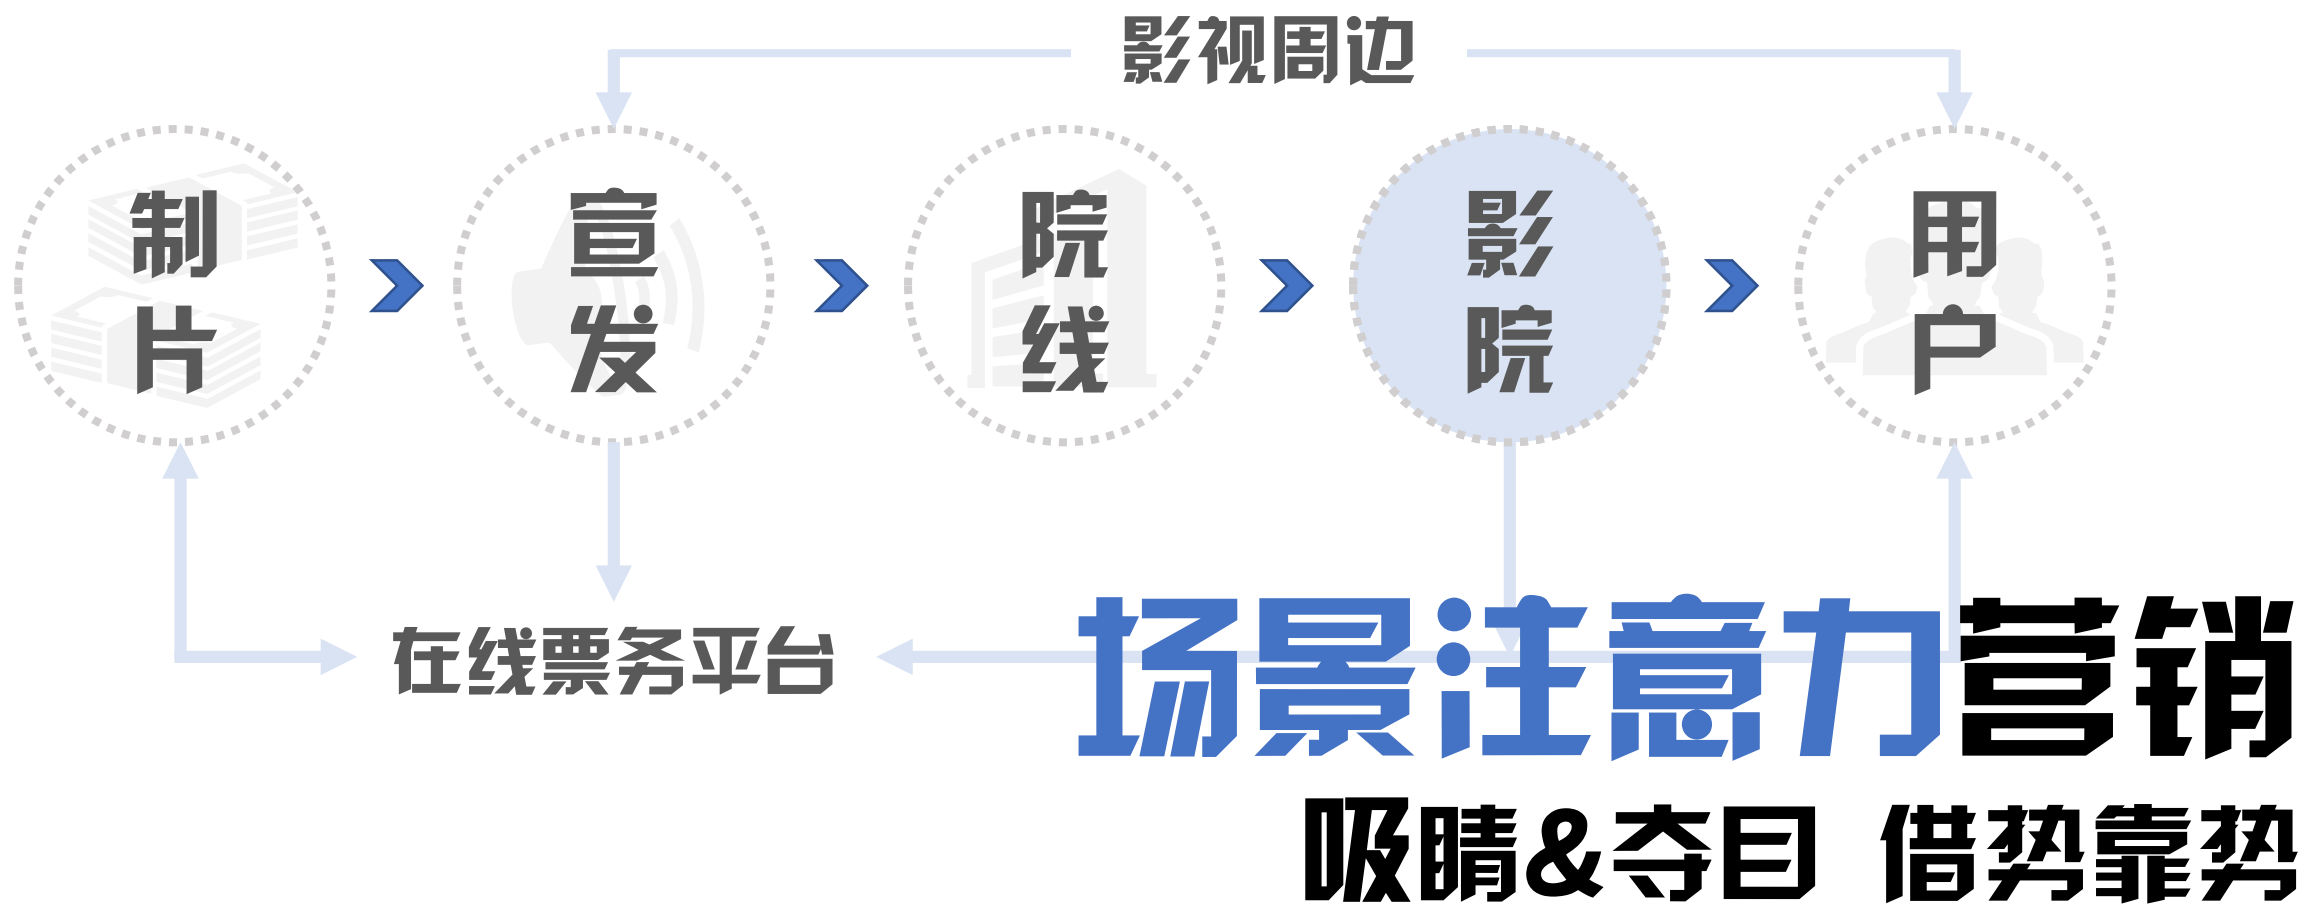 影视周边
制片
宣发
院线
影院
用户
在线票务平台
场景注意力营销
吸睛&夺目 借势靠势